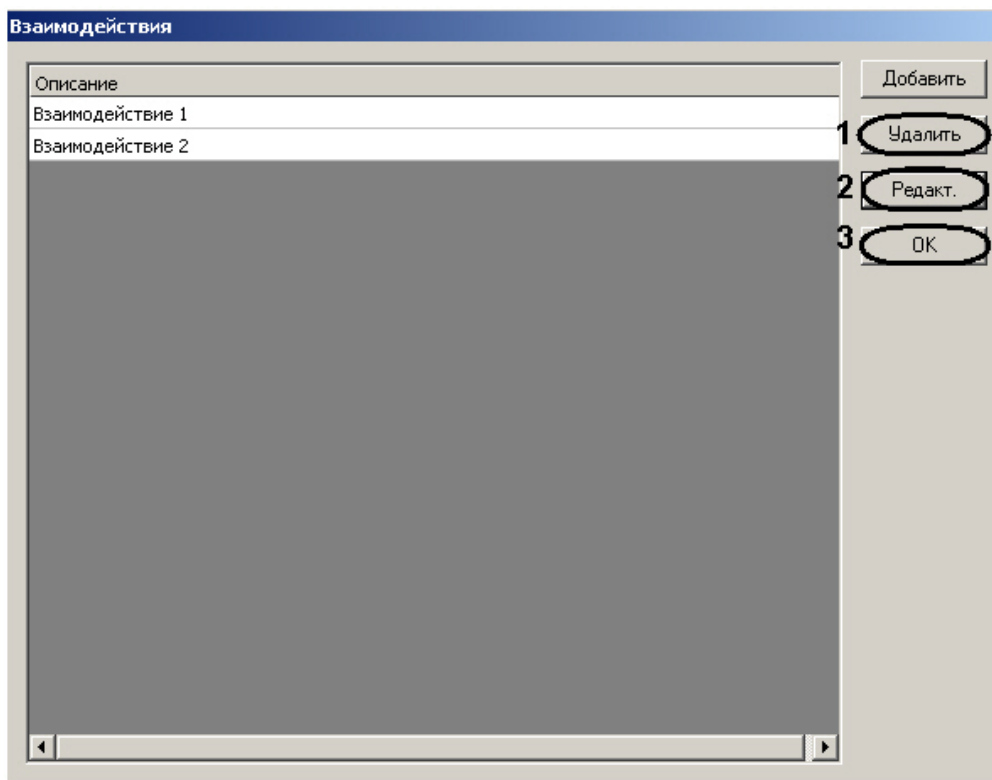 Взаимодействия
Описание
Взаимодействие 1
Взаимодействие 2
Добавить
1 Удалить
2 Редакт.
3 OK